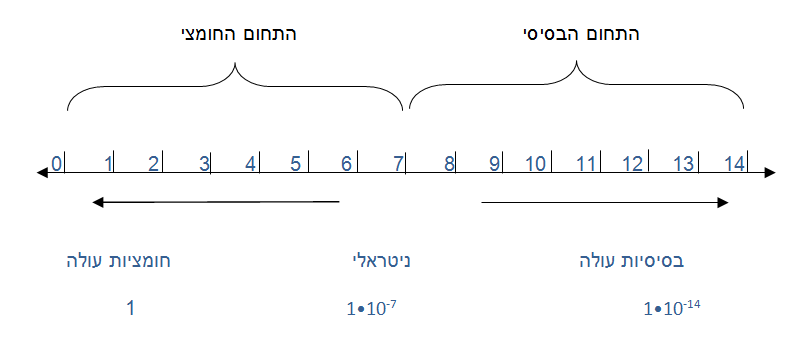 התחום החומצי התחום הבסיסי
0 1 2 3 4 5 6 7 8 9 10 11 12 13 14
חומציות עולה ניטראלי בסיסיות עולה
1 1•10⁻⁷ 1•10⁻¹⁴